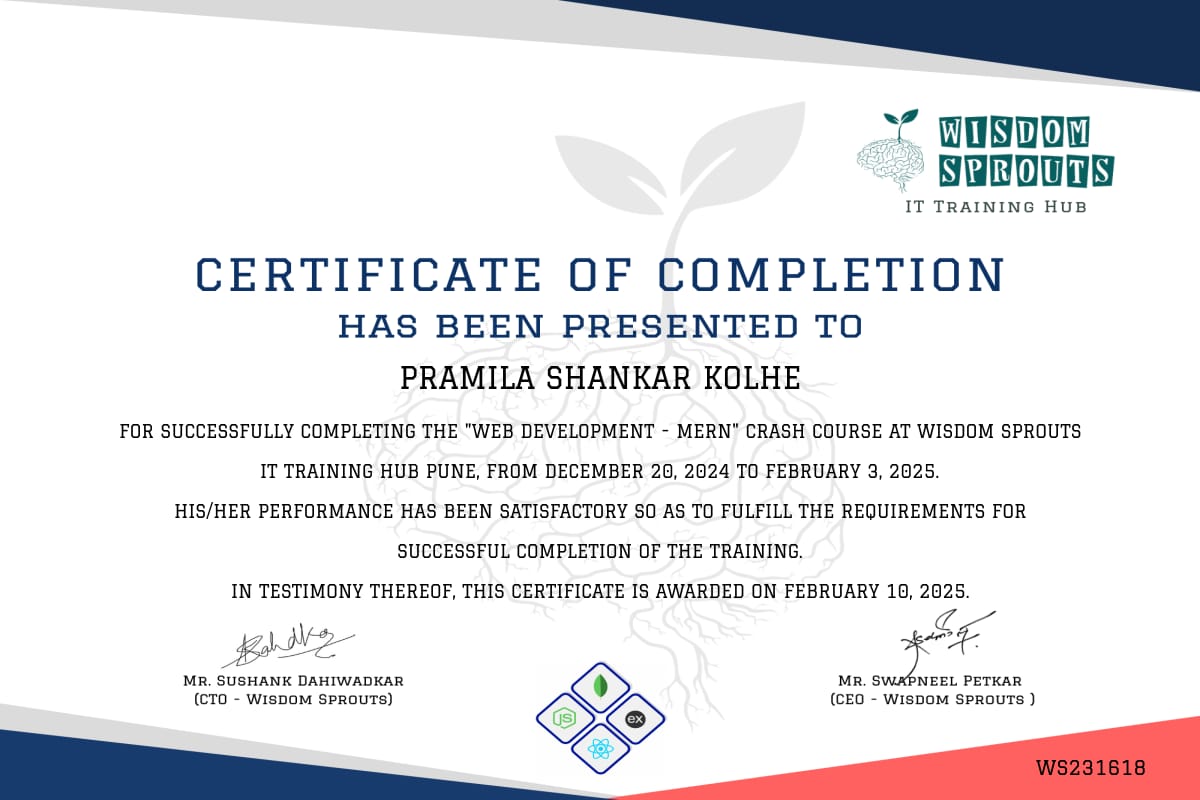 WISDOM
SPROUTS
IT TRAINING HUB
CERTIFICATE OF COMPLETION
HAS BEEN PRESENTED TO
PRAMILA SHANKAR KOLHE
FOR SUCCESSFULLY COMPLETING THE "WEB DEVELOPMENT - MERN" CRASH COURSE AT WISDOM SPROUTS
IT TRAINING HUB PUNE, FROM DECEMBER 20, 2024 TO FEBRUARY 3, 2025.
HIS/HER PERFORMANCE HAS BEEN SATISFACTORY SO AS TO FULFILL THE REQUIREMENTS FOR
SUCCESSFUL COMPLETION OF THE TRAINING.
IN TESTIMONY THEREOF, THIS CERTIFICATE IS AWARDED ON FEBRUARY 10, 2025.
MR. SUSHANK DAHIWADKAR
(CTO - WISDOM SPROUTS)
MR. SWAPNEEL PETKAR
(CEO - WISDOM SPROUTS )
JS
ex
WS231618